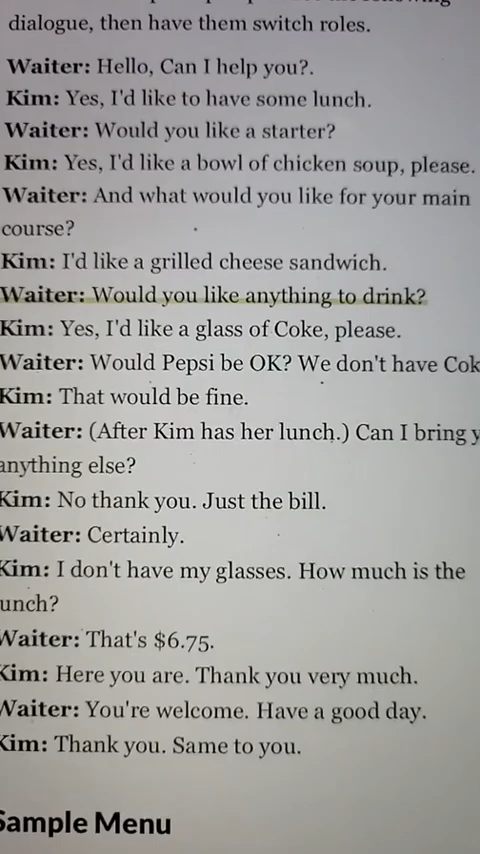 dialogue, then have them switch roles.
Waiter: Hello, Can I help you?.
Kim: Yes, I'd like to have some lunch.
Waiter: Would you like a starter?
Kim: Yes, I'd like a bowl of chicken soup, please.
Waiter: And what would you like for your main
course?
Kim: I'd like a grilled cheese sandwich.
Waiter: Would you like anything to drink?
Kim: Yes, I'd like a glass of Coke, please.
Waiter: Would Pepsi be OK? We don't have Cok
Kim: That would be fine.
Waiter: (After Kim has her lunch.) Can I bring y
anything else?
Kim: No thank you. Just the bill.
Waiter: Certainly.
Kim: I don't have my glasses. How much is the
unch?
Waiter: That's $6.75.
Kim: Here you are. Thank you very much.
Waiter: You're welcome. Have a good day.
Kim: Thank you. Same to you.
Sample Menu